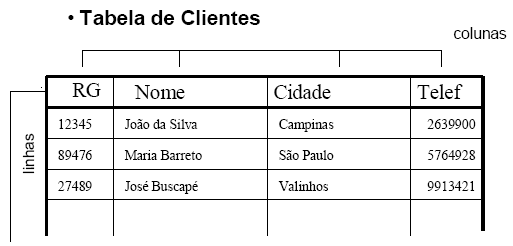 • Tabela de Clientes
colunas
RG Nome Cidade Telef
12345 João da Silva Campinas 2639900
linhas
89476 Maria Barreto São Paulo 5764928
27489 José Buscapé Valinhos 9913421